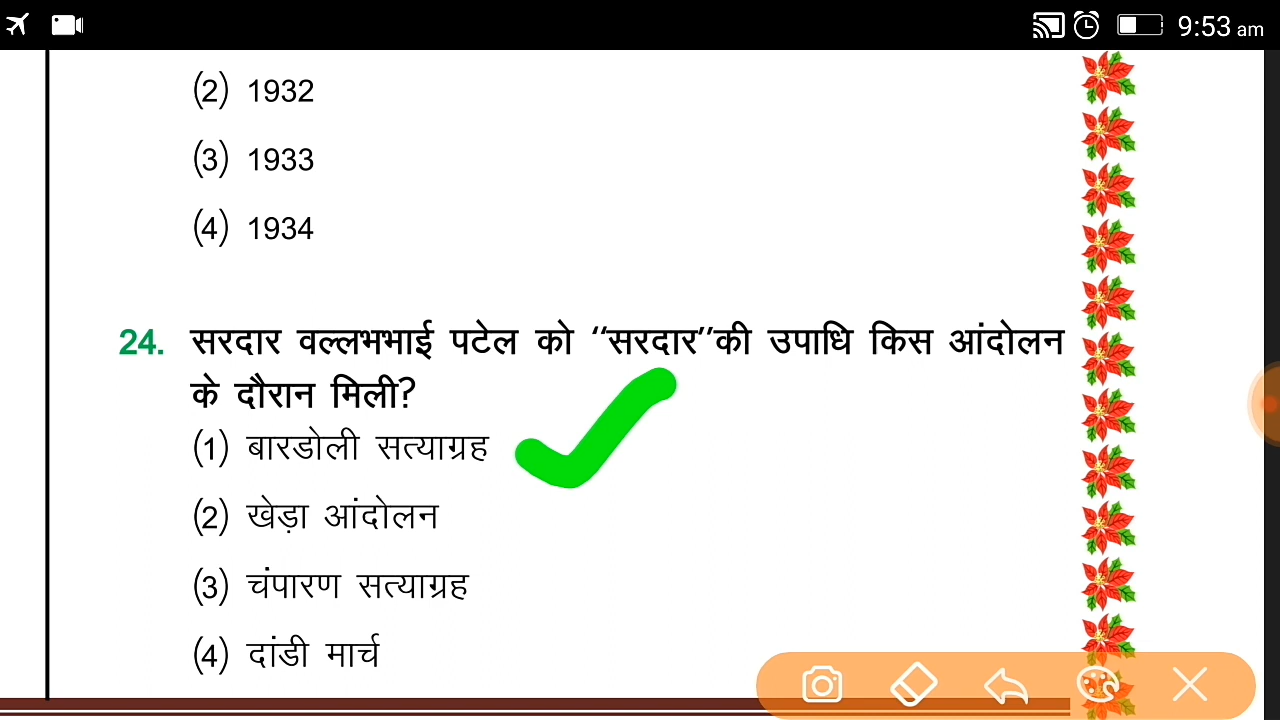 9:53 am
(2) 1932
(3) 1933
(4) 1934
24. सरदार वल्लभभाई पटेल को “सरदार”की उपाधि किस आंदोलन
के दौरान मिली?
(1) बारडोली सत्याग्रह
(2) खेड़ा आंदोलन
(3) चंपारण सत्याग्रह
(4) दांडी मार्च